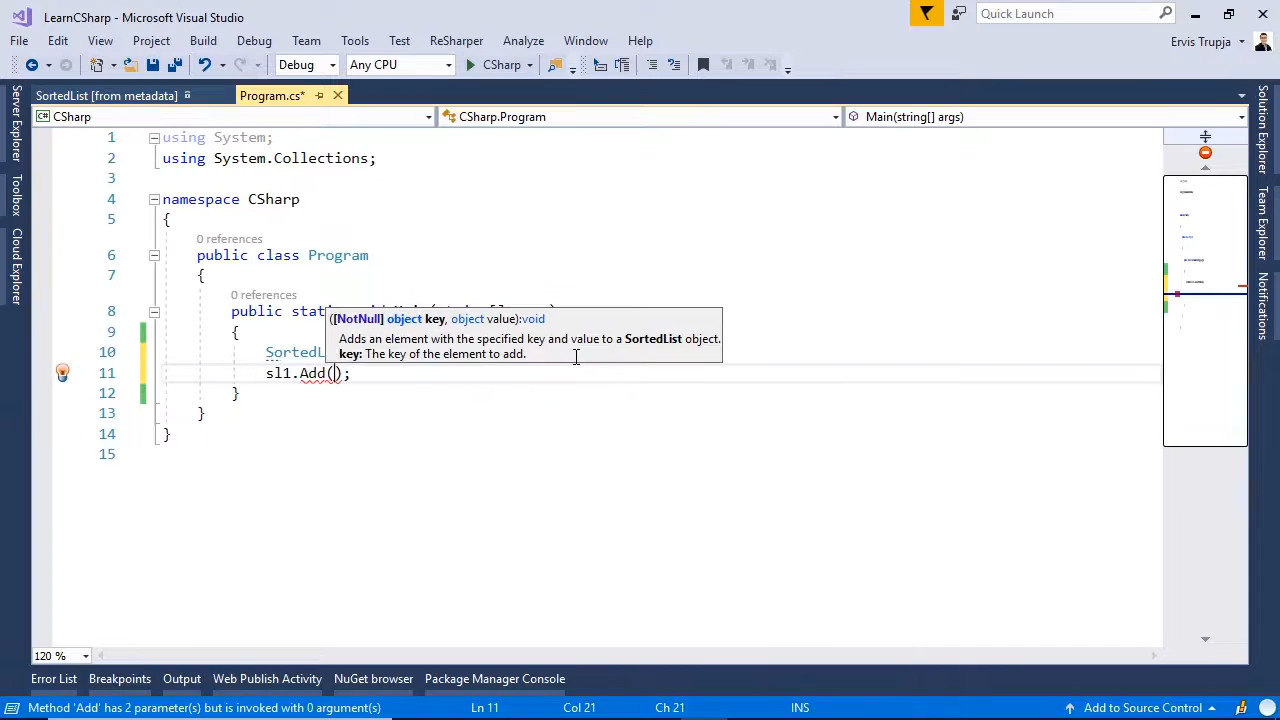 LearnCSharp - Microsoft Visual Studio
Quick Launch
File Edit View Project Build Debug Team Tools Test ReSharper Analyze Window Help
Ervis Trupja
Debug Any CPU CSharp
SortedList [from metadata] Program.cs*
CSharp CSharp.Program Main(string[] args)
Server Explorer
Toolbox
Cloud Explorer
1 using System;
2 using System.Collections;
3
4 namespace CSharp
5 {
0 references
6 public class Program
7 {
0 references
8 public stat
([NotNull] object key, object value):void
9 {
Adds an element with the specified key and value to a SortedList object.
10 SortedL
key: The key of the element to add.
11 sl1.Add();
12 }
13 }
14 }
15
Solution Explorer
Team Explorer
Notifications
120 %
Error List Breakpoints Output Web Publish Activity NuGet browser Package Manager Console
Method 'Add' has 2 parameter(s) but is invoked with 0 argument(s) Ln 11 Col 21 Ch 21 INS Add to Source Control